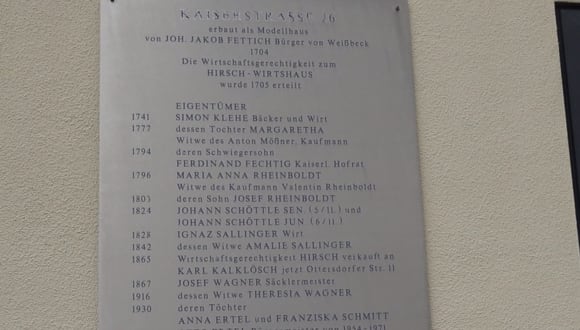 KAISERSTRASSE 26
erbaut als Modellhaus
von JOH. JAKOB FETTICH Bürger von Weißbeck
1704
Die Wirtschaftsgerechtigkeit zum
HIRSCH - WIRTSHAUS
wurde 1705 erteilt
EIGENTÜMER
1741 SIMON KLEHE Bäcker und Wirt
1777 dessen Tochter MARGARETHA
Witwe des Anton Mößner, Kaufmann
1794 deren Schwiegersohn
FERDINAND FECHTIG Kaiserl. Hofrat
1796 MARIA ANNA RHEINBOLDT
Witwe des Kaufmann Valentin Rheinboldt
1803 deren Sohn JOSEF RHEINBOLDT
1824 JOHANN SCHÖTTLE SEN. (5/11.) und
JOHANN SCHÖTTLE JUN. (6/11.)
1828 IGNAZ SALLINGER Wirt
1842 dessen Witwe AMALIE SALLINGER
1865 Wirtschaftsgerechtigkeit HIRSCH verkauft an
KARL KALKLÖSCH jetzt Ottersdorfer Str. 11
1867 JOSEF WAGNER Säcklermeister
1916 dessen Witwe THERESIA WAGNER
1930 deren Töchter
ANNA ERTEL und FRANZISKA SCHMITT